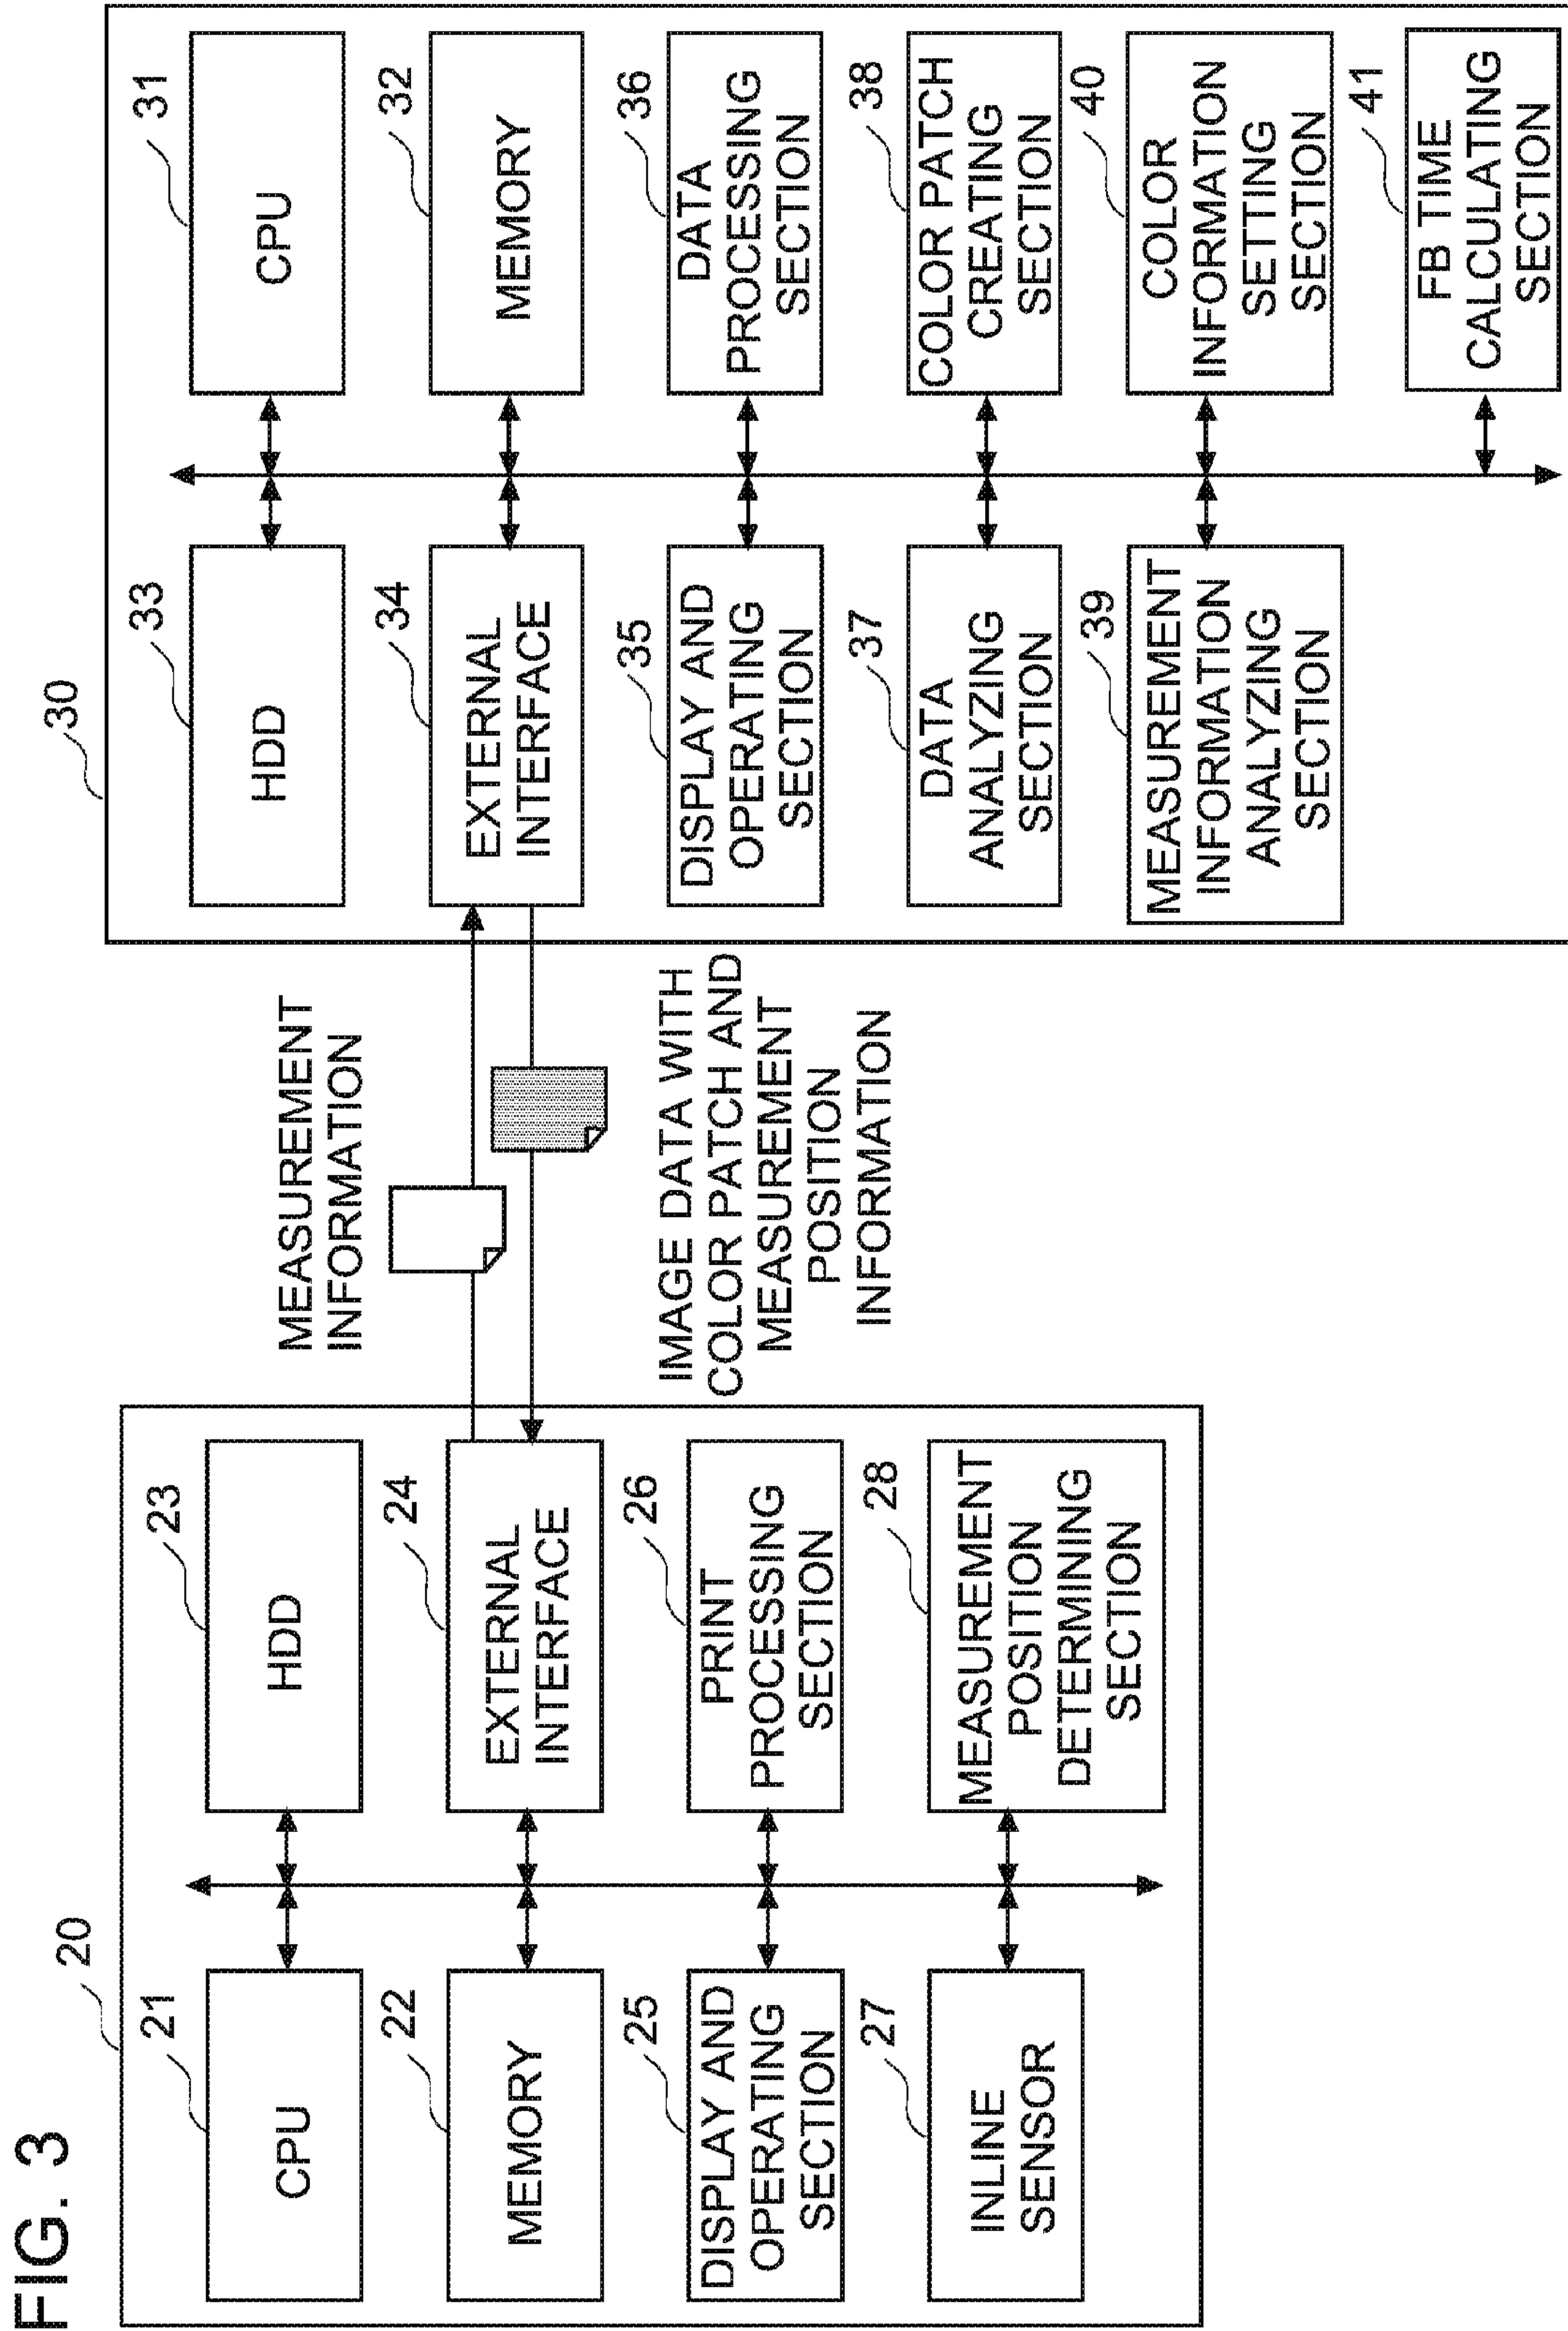 FIG. 3
20
21
CPU
23
HDD
22
MEMORY
24
EXTERNAL
INTERFACE
25
DISPLAY AND
OPERATING
SECTION
26
PRINT
PROCESSING
SECTION
27
INLINE
SENSOR
28
MEASUREMENT
POSITION
DETERMINING
SECTION
MEASUREMENT
INFORMATION
IMAGE DATA WITH
COLOR PATCH AND
MEASUREMENT
POSITION
INFORMATION
30
33
HDD
31
CPU
34
EXTERNAL
INTERFACE
32
MEMORY
35
DISPLAY AND
OPERATING
SECTION
36
DATA
PROCESSING
SECTION
37
DATA
ANALYZING
SECTION
38
COLOR PATCH
CREATING
SECTION
39
MEASUREMENT
INFORMATION
ANALYZING
SECTION
40
COLOR
INFORMATION
SETTING
SECTION
41
FB TIME
CALCULATING
SECTION